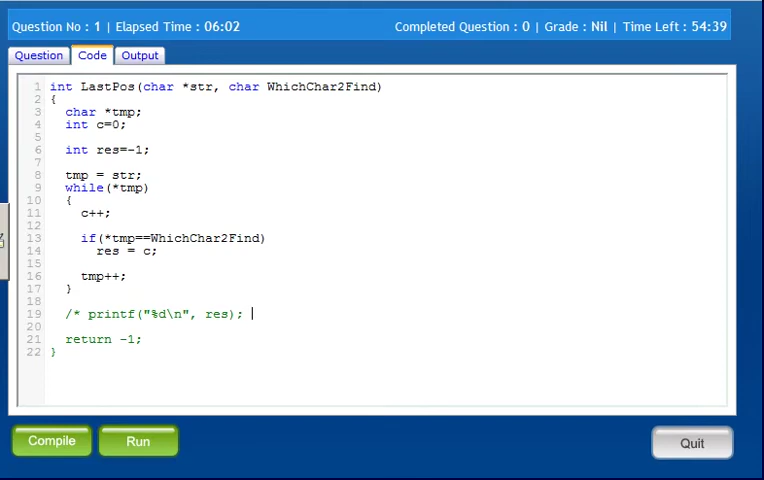 Question No : 1 | Elapsed Time : 06:02 Completed Question : 0 | Grade : Nil | Time Left : 54:39
Question Code Output
1 int LastPos(char *str, char WhichChar2Find)
2 {
3 char *tmp;
4 int c=0;
5
6 int res=-1;
7
8 tmp = str;
9 while(*tmp)
10 {
11 c++;
12
13 if(*tmp==WhichChar2Find)
14 res = c;
15
16 tmp++;
17 }
18
19 /* printf("%d\n", res);
20
21 return -1;
22 }
Compile Run Quit